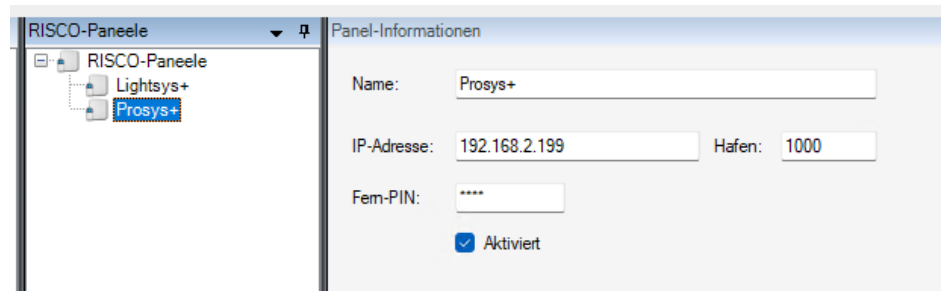 RISCO-Paneele
RISCO-Paneele
Lightsys+
Prosys+
Panel-Informationen
Name: Prosys+
IP-Adresse: 192.168.2.199 Hafen: 1000
Fern-PIN: ****
Aktiviert